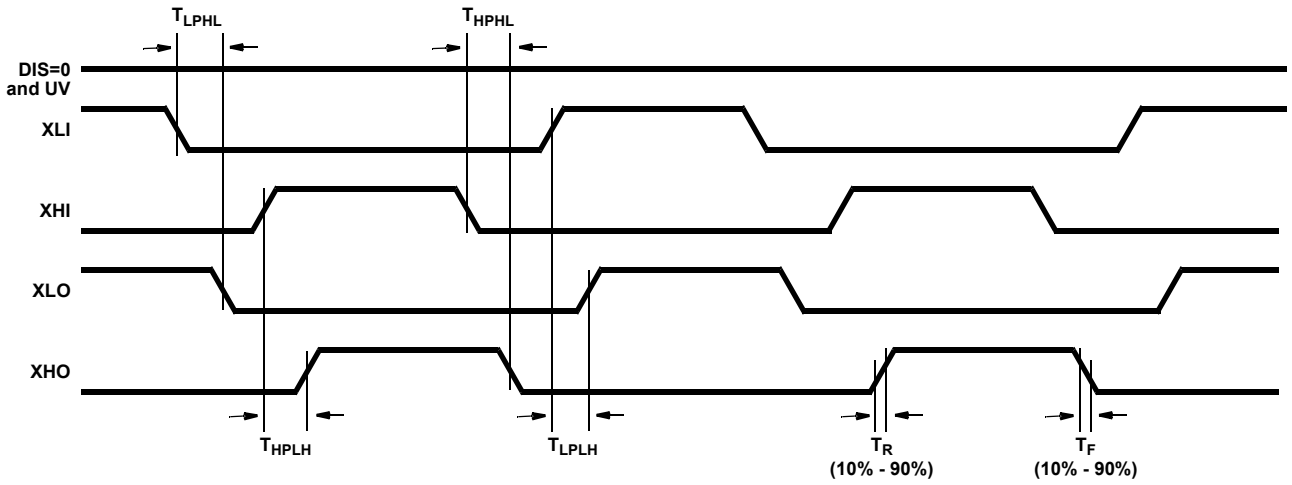 TLPHL THPHL
DIS=0
and UV
XLI
XHI
XLO
XHO
THPLH TLPLH TR TF
(10% - 90%) (10% - 90%)